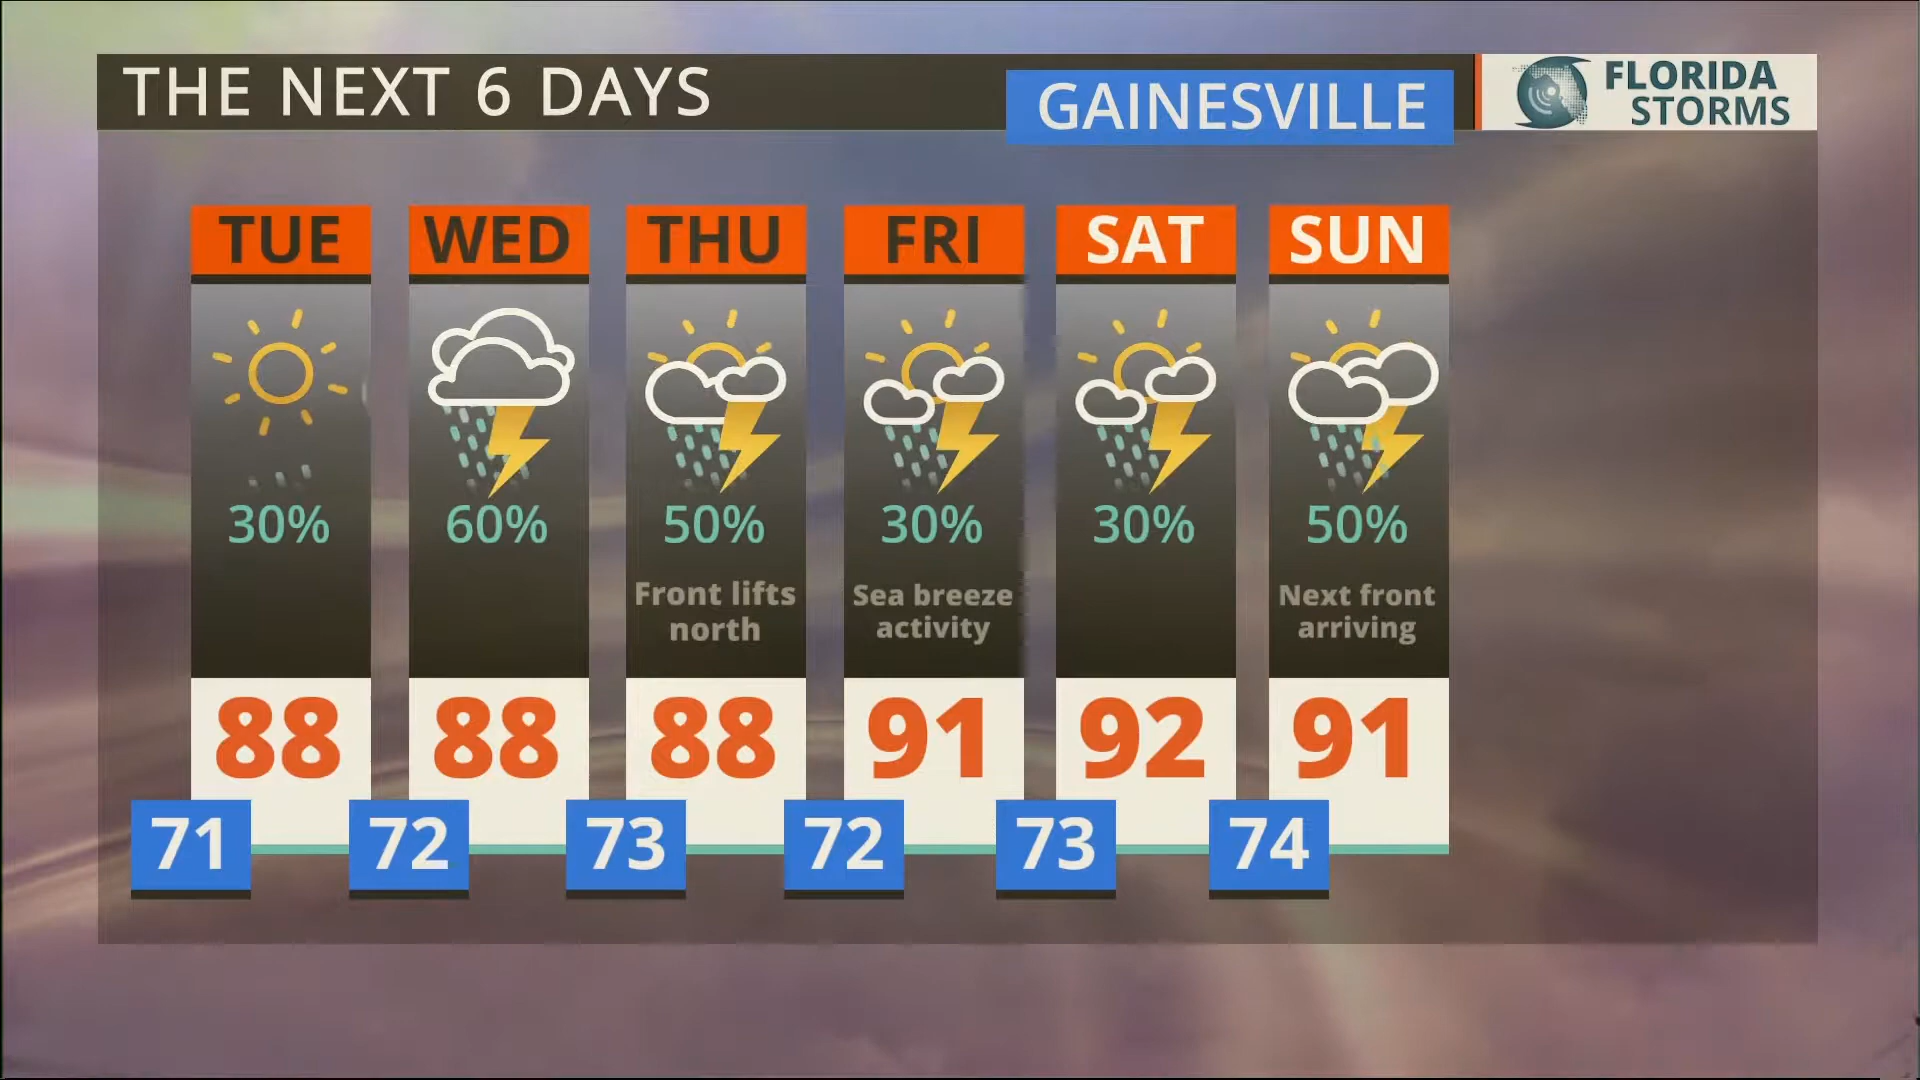 THE NEXT 6 DAYS
GAINESVILLE
FLORIDA
STORMS
TUE WED THU FRI SAT SUN
30% 60% 50% 30% 30% 50%
Front lifts
north
Sea breeze
activity
Next front
arriving
88 88 88 91 92 91
71 72 73 72 73 74